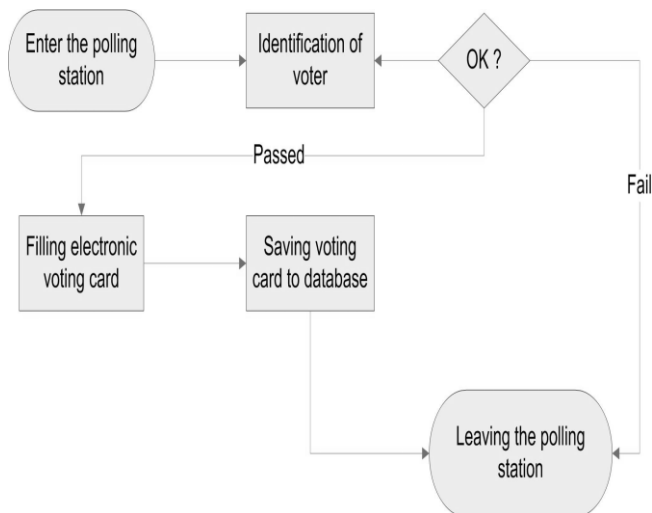 Enter the polling
station
Identification of
voter
OK ?
Passed
Fail
Filling electronic
voting card
Saving voting
card to database
Leaving the polling
station